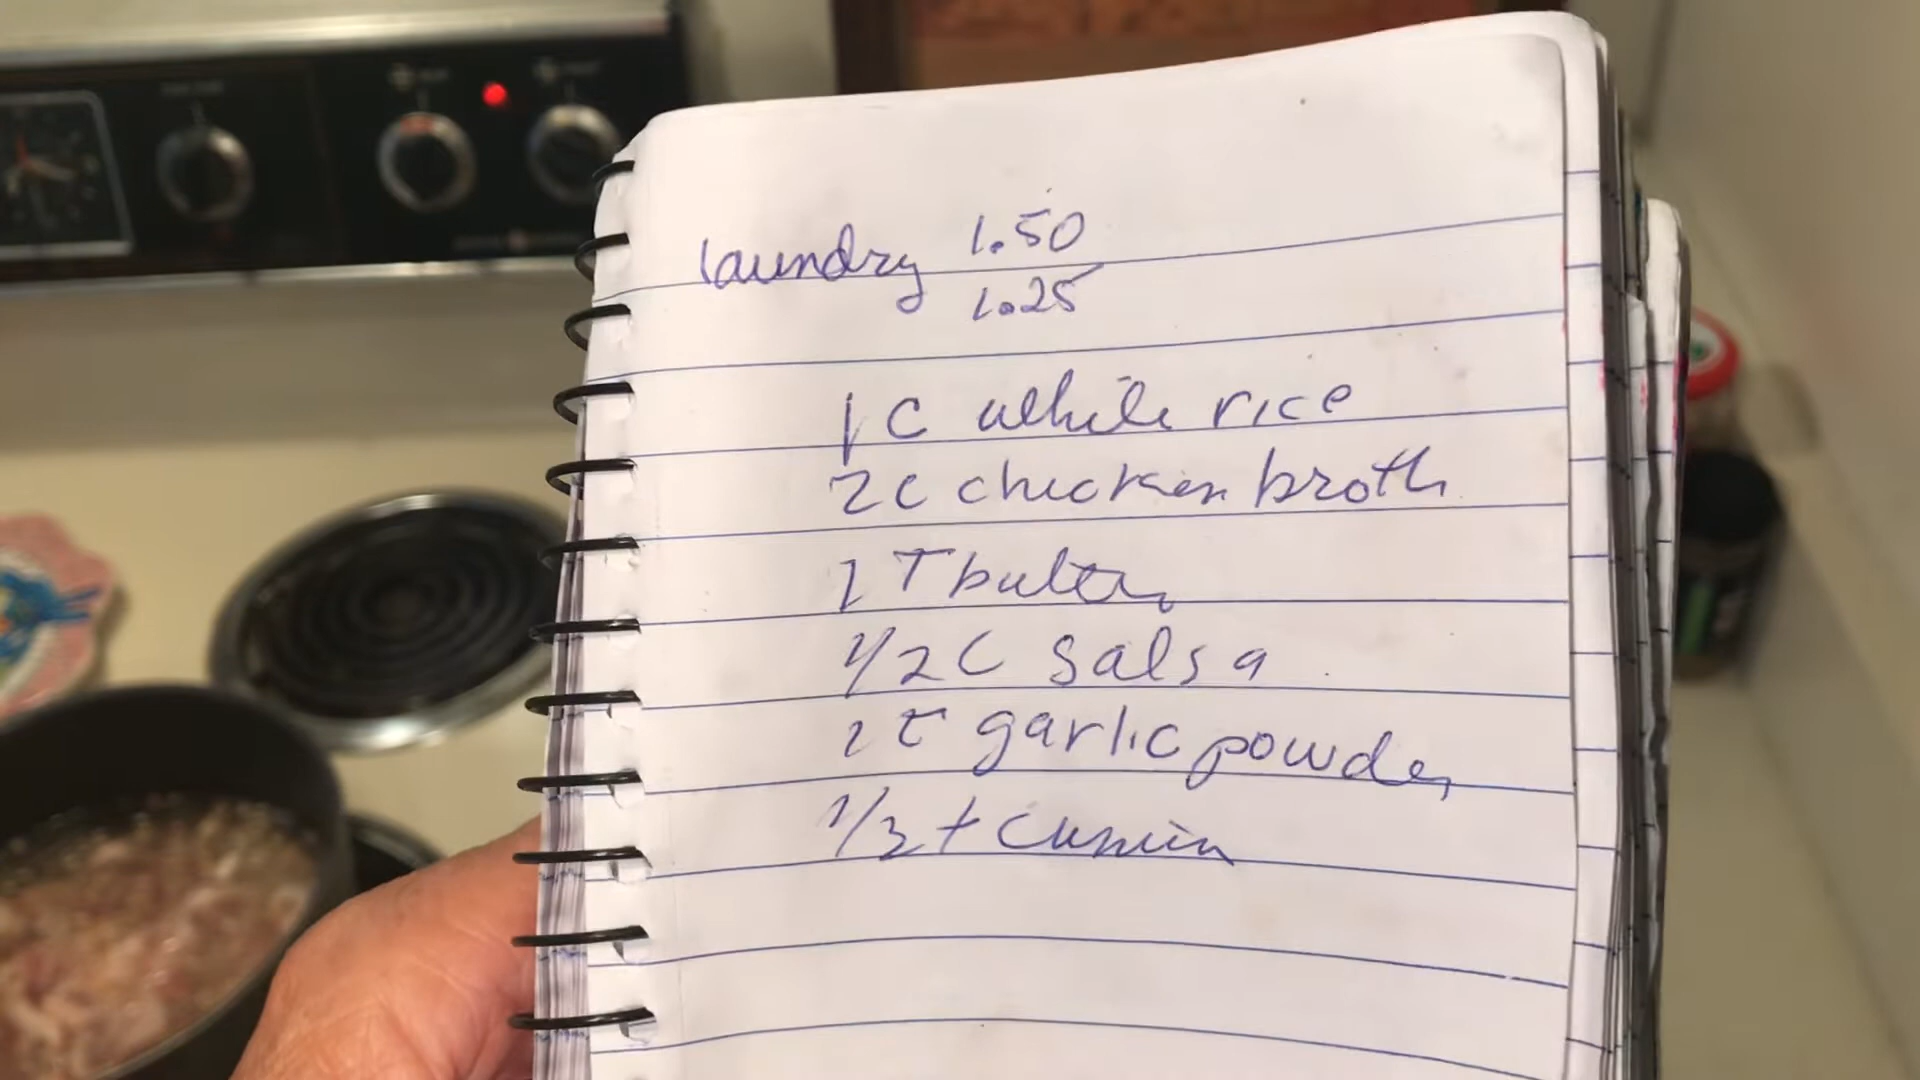 laundry 1.50
1.25
1 C white rice
2 C chicken broth
1 T butter
1/2 C salsa
1 t garlic powder
1/3 t cumin